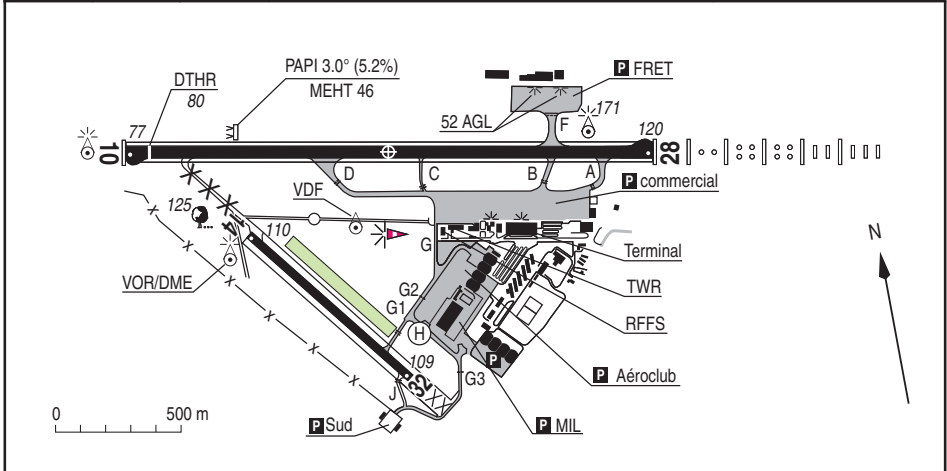 PAPI 3.0° (5.2%)
MEHT 46
DTHR
80
P FRET
52 AGL
171
F
77
120
10
28
D
C
B
A
P commercial
VDF
125
14
110
G
Terminal
N
VOR/DME
TWR
G2
G1
RFFS
H
109
P
32
G3
P Aéroclub
J
0 500 m
P Sud
P MIL